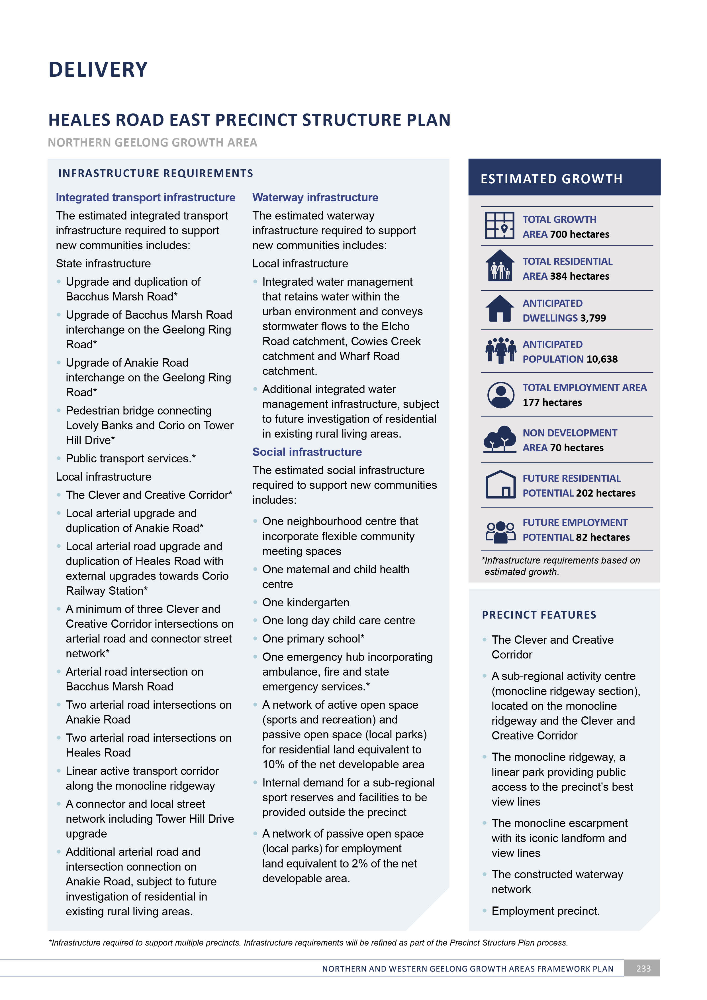 DELIVERY
HEALES ROAD EAST PRECINCT STRUCTURE PLAN
NORTHERN GEELONG GROWTH AREA
INFRASTRUCTURE REQUIREMENTS
Integrated transport infrastructure
The estimated integrated transport
infrastructure required to support
new communities includes:
State infrastructure
• Upgrade and duplication of
Bacchus Marsh Road*
• Upgrade of Bacchus Marsh Road
interchange on the Geelong Ring
Road*
• Upgrade of Anakie Road
interchange on the Geelong Ring
Road*
• Pedestrian bridge connecting
Lovely Banks and Corio on Tower
Hill Drive*
• Public transport services.*
Local infrastructure
• The Clever and Creative Corridor*
• Local arterial upgrade and
duplication of Anakie Road*
• Local arterial road upgrade and
duplication of Heales Road with
external upgrades towards Corio
Railway Station*
• A minimum of three Clever and
Creative Corridor intersections on
arterial road and connector street
network*
• Arterial road intersection on
Bacchus Marsh Road
• Two arterial road intersections on
Anakie Road
• Two arterial road intersections on
Heales Road
• Linear active transport corridor
along the monocline ridgeway
• A connector and local street
network including Tower Hill Drive
upgrade
• Additional arterial road and
intersection connection on
Anakie Road, subject to future
investigation of residential in
existing rural living areas.
Waterway infrastructure
The estimated waterway
infrastructure required to support
new communities includes:
Local infrastructure
• Integrated water management
that retains water within the
urban environment and conveys
stormwater flows to the Elcho
Road catchment, Cowies Creek
catchment and Wharf Road
catchment.
• Additional integrated water
management infrastructure, subject
to future investigation of residential
in existing rural living areas.
Social infrastructure
The estimated social infrastructure
required to support new communities
includes:
• One neighbourhood centre that
incorporate flexible community
meeting spaces
• One maternal and child health
centre
• One kindergarten
• One long day child care centre
• One primary school*
• One emergency hub incorporating
ambulance, fire and state
emergency services.*
• A network of active open space
(sports and recreation) and
passive open space (local parks)
for residential land equivalent to
10% of the net developable area
• Internal demand for a sub-regional
sport reserves and facilities to be
provided outside the precinct
• A network of passive open space
(local parks) for employment
land equivalent to 2% of the net
developable area.
ESTIMATED GROWTH
TOTAL GROWTH
AREA 700 hectares
TOTAL RESIDENTIAL
AREA 384 hectares
ANTICIPATED
DWELLINGS 3,799
ANTICIPATED
POPULATION 10,638
TOTAL EMPLOYMENT AREA
177 hectares
NON DEVELOPMENT
AREA 70 hectares
FUTURE RESIDENTIAL
POTENTIAL 202 hectares
FUTURE EMPLOYMENT
POTENTIAL 82 hectares
*Infrastructure requirements based on
estimated growth.
PRECINCT FEATURES
• The Clever and Creative
Corridor
• A sub-regional activity centre
(monocline ridgeway section),
located on the monocline
ridgeway and the Clever and
Creative Corridor
• The monocline ridgeway, a
linear park providing public
access to the precinct’s best
view lines
• The monocline escarpment
with its iconic landform and
view lines
• The constructed waterway
network
• Employment precinct.
*Infrastructure required to support multiple precincts. Infrastructure requirements will be refined as part of the Precinct Structure Plan process.
NORTHERN AND WESTERN GEELONG GROWTH AREAS FRAMEWORK PLAN 233